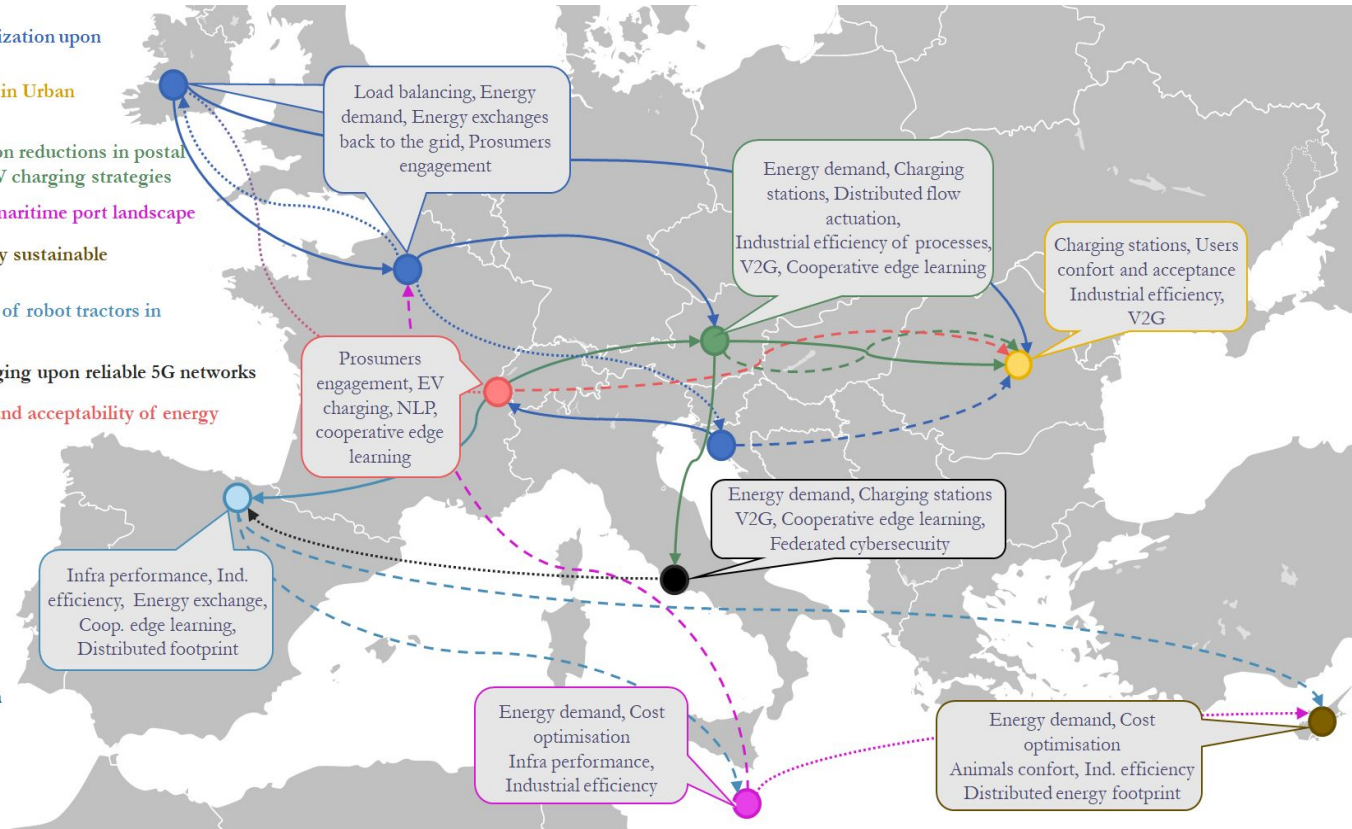 ization upon
in Urban
on reductions in postal
V charging strategies
maritime port landscape
y sustainable
of robot tractors in
ging upon reliable 5G networks
and acceptability of energy
Load balancing, Energy
demand, Energy exchanges
back to the grid, Prosumers
engagement
Energy demand, Charging
stations, Distributed flow
actuation,
Industrial efficiency of processes,
V2G, Cooperative edge learning
Charging stations, Users
confort and acceptance
Industrial efficiency,
V2G
Prosumers
engagement, EV
charging, NLP,
cooperative edge
learning
Energy demand, Charging stations
V2G, Cooperative edge learning,
Federated cybersecurity
Infra performance, Ind.
efficiency, Energy exchange,
Coop. edge learning,
Distributed footprint
Energy demand, Cost
optimisation
Infra performance,
Industrial efficiency
Energy demand, Cost
optimisation
Animals confort, Ind. efficiency
Distributed energy footprint